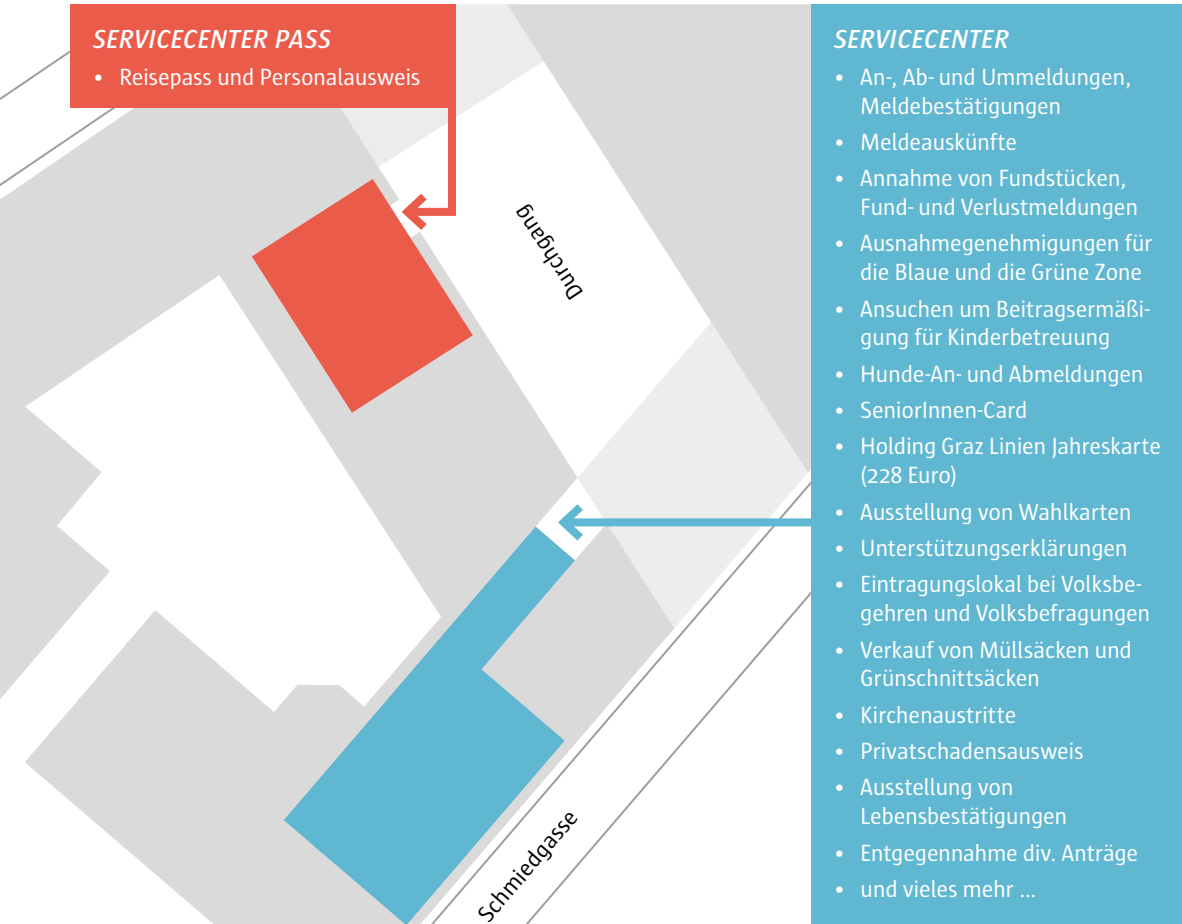 SERVICECENTER PASS
• Reisepass und Personalausweis
Durchgang
Schmiedgasse
SERVICECENTER
• An-, Ab- und Ummeldungen,
Meldebestätigungen
• Meldeauskünfte
• Annahme von Fundstücken,
Fund- und Verlustmeldungen
• Ausnahmegenehmigungen für
die Blaue und die Grüne Zone
• Ansuchen um Beitragsermäßi-
gung für Kinderbetreuung
• Hunde-An- und Abmeldungen
• SeniorInnen-Card
• Holding Graz Linien Jahreskarte
(228 Euro)
• Ausstellung von Wahlkarten
• Unterstützungserklärungen
• Eintragungslokal bei Volksbe-
gehren und Volksbefragungen
• Verkauf von Müllsäcken und
Grünschnittsäcken
• Kirchenaustritte
• Privatschadensausweis
• Ausstellung von
Lebensbestätigungen
• Entgegennahme div. Anträge
• und vieles mehr ...